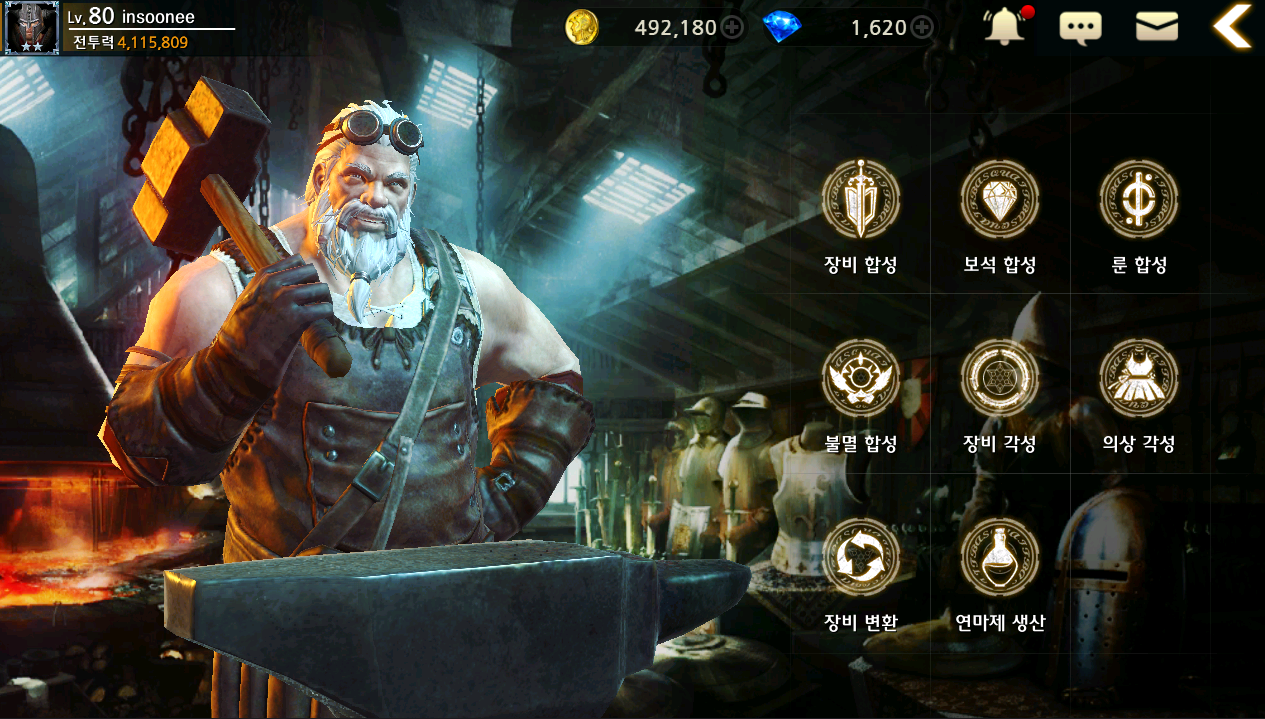 Lv.80 insoonee
전투력 4,115,809
492,180
1,620
장비 합성
보석 합성
룬 합성
불멸 합성
장비 각성
의상 각성
장비 변환
연마제 생산